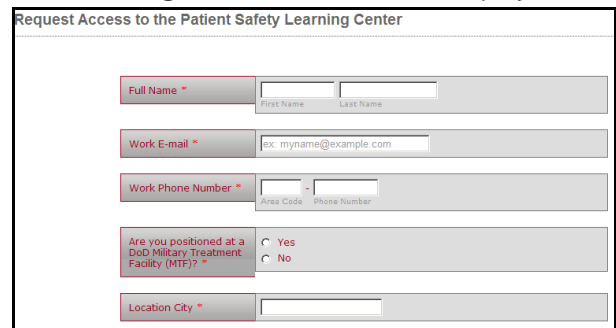 Request Access to the Patient Safety Learning Center
Full Name *
First Name Last Name
Work E-mail *
ex: myname@example.com
Work Phone Number *
-
Area Code Phone Number
Are you positioned at a
DoD Military Treatment
Facility (MTF)? *
Yes
No
Location City *